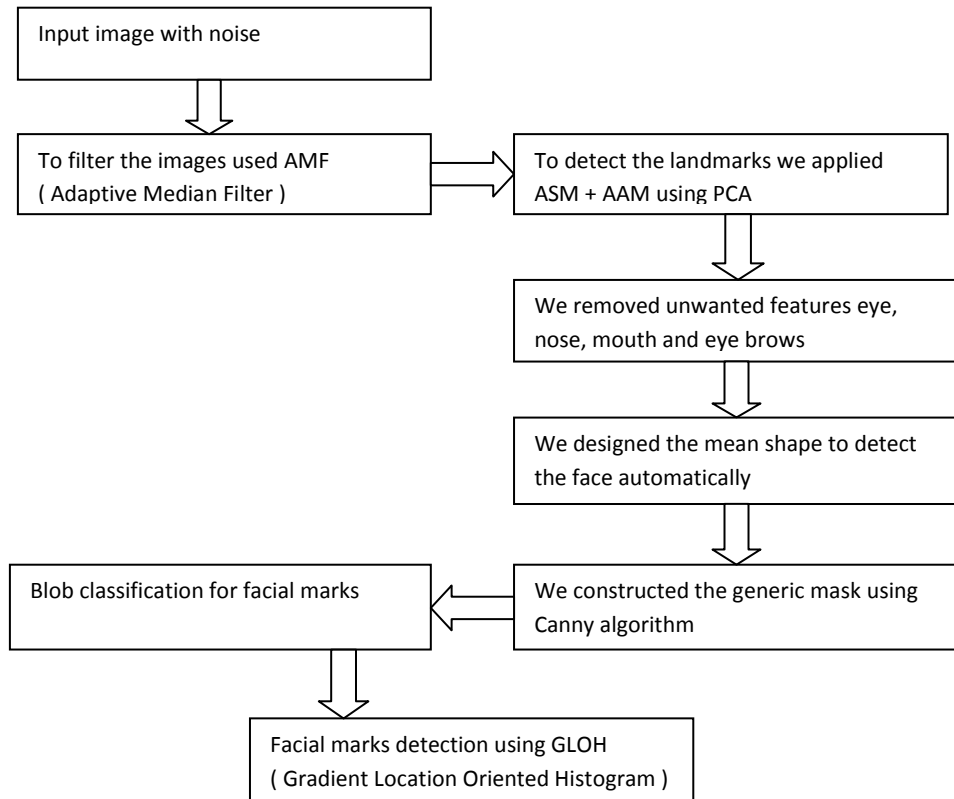 Input image with noise
To filter the images used AMF
( Adaptive Median Filter )
To detect the landmarks we applied
ASM + AAM using PCA
We removed unwanted features eye,
nose, mouth and eye brows
We designed the mean shape to detect
the face automatically
We constructed the generic mask using
Canny algorithm
Blob classification for facial marks
Facial marks detection using GLOH
( Gradient Location Oriented Histogram )